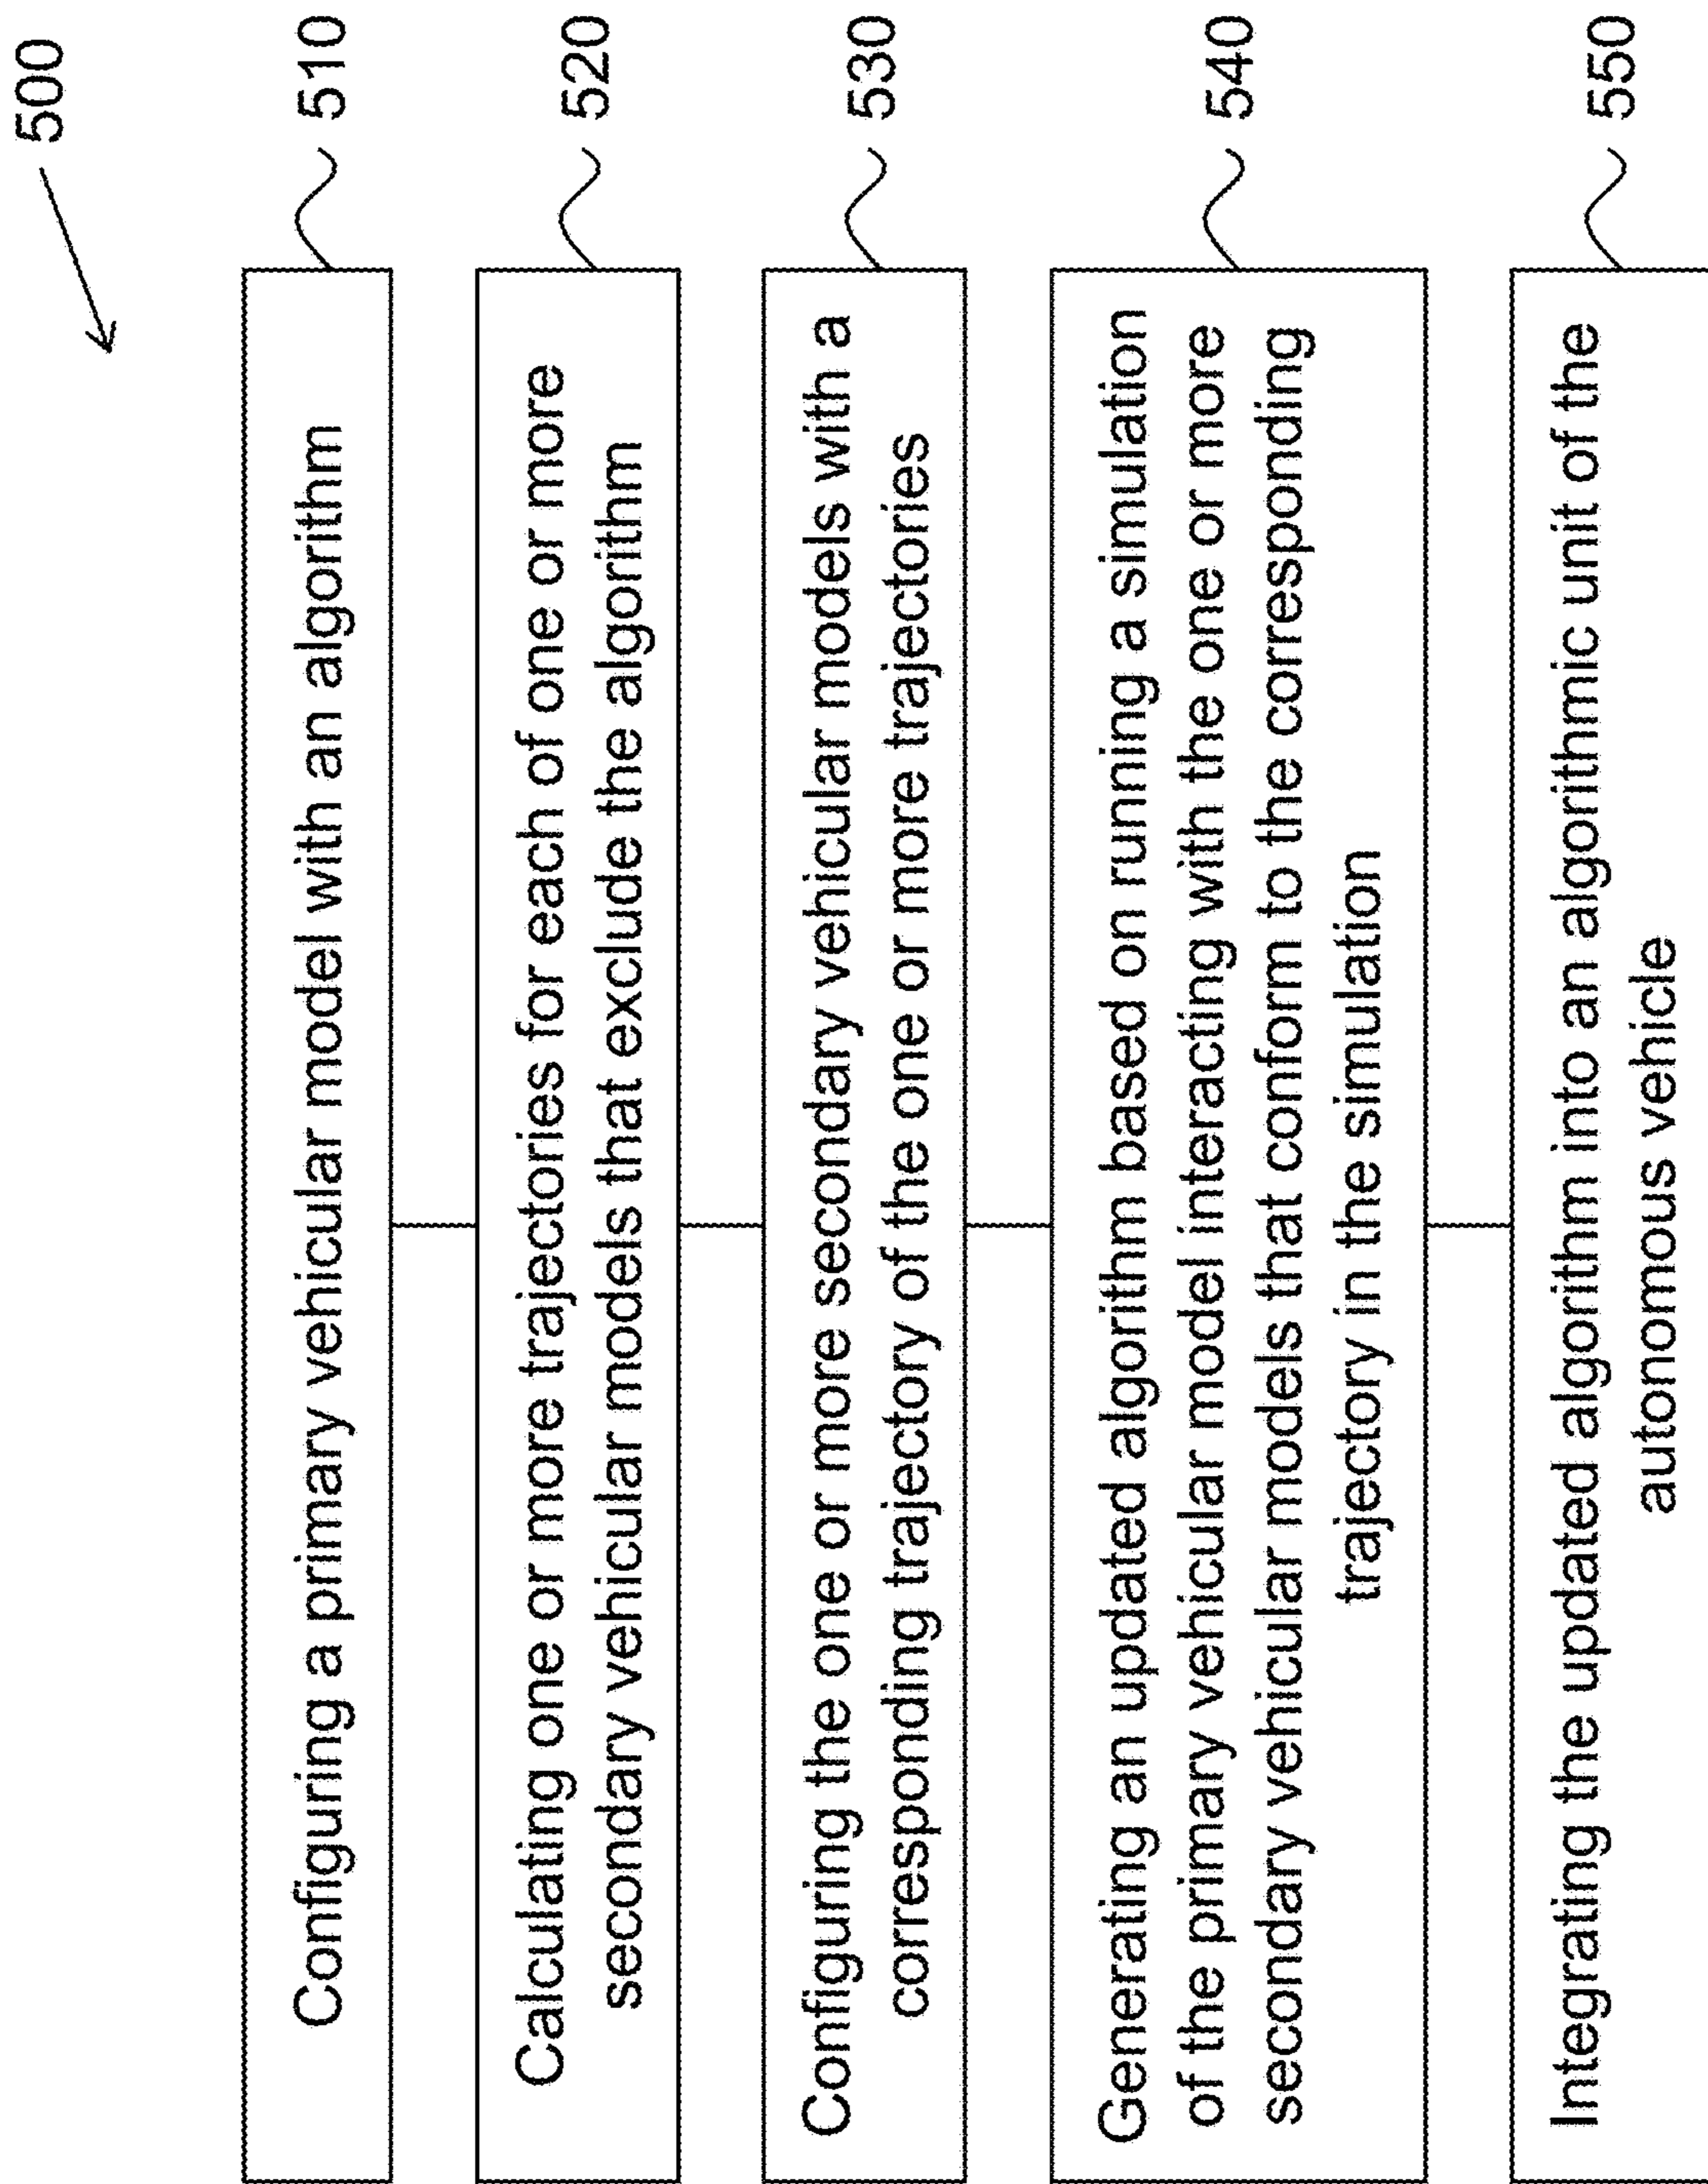 500
Configuring a primary vehicular model with an algorithm
510
Calculating one or more trajectories for each of one or more
secondary vehicular models that exclude the algorithm
520
Configuring the one or more secondary vehicular models with a
corresponding trajectory of the one or more trajectories
530
Generating an updated algorithm based on running a simulation
of the primary vehicular model interacting with the one or more
secondary vehicular models that conform to the corresponding
trajectory in the simulation
540
Integrating the updated algorithm into an algorithmic unit of the
autonomous vehicle
550